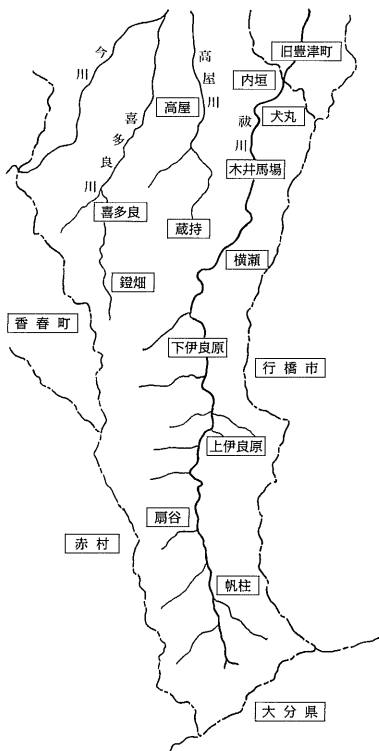 今川
喜多良川
高屋川
祓川
旧豊津町
内垣
犬丸
高屋
木井馬場
喜多良
蔵持
横瀬
鐙畑
香春町
下伊良原
行橋市
上伊良原
扇谷
赤村
帆柱
大分県